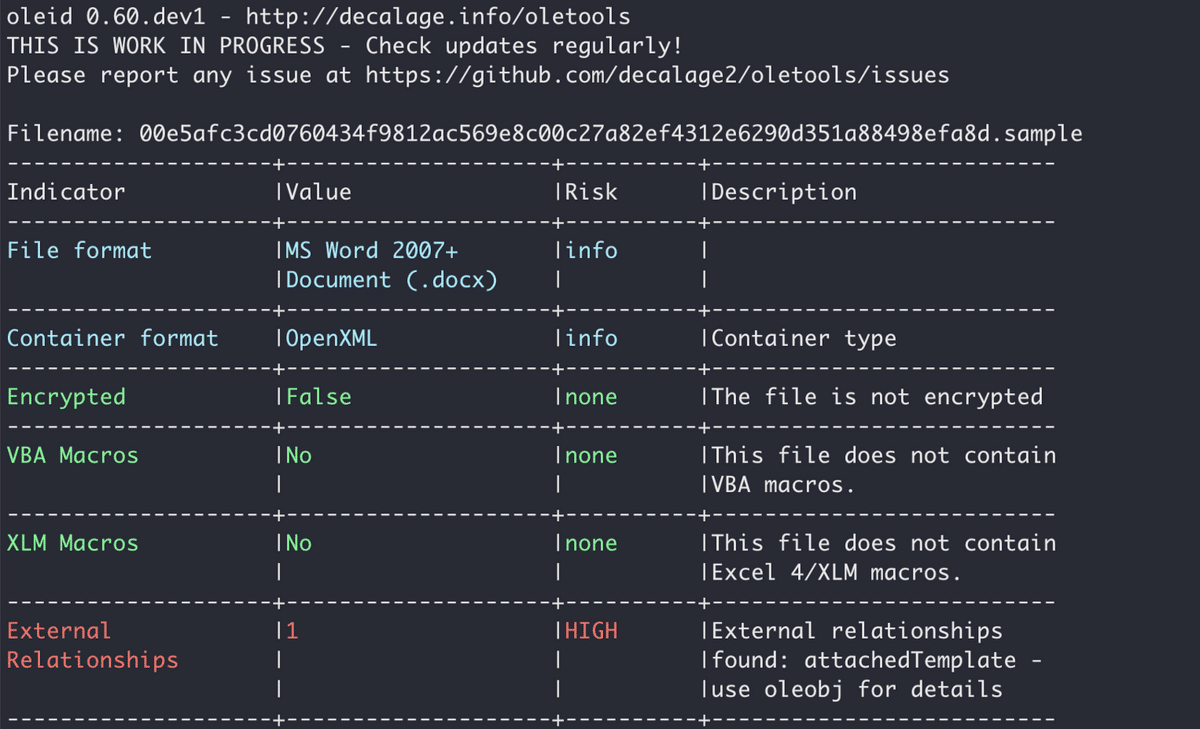 oleid 0.60.dev1 - http://decalage.info/oletools
THIS IS WORK IN PROGRESS - Check updates regularly!
Please report any issue at https://github.com/decalage2/oletools/issues

Filename: 00e5afc3cd0760434f9812ac569e8c00c27a82ef4312e6290d351a88498efa8d.sample
--------------------+--------------------+----------+--------------------------
Indicator           |Value               |Risk      |Description
--------------------+--------------------+----------+--------------------------
File format         |MS Word 2007+       |info      |
                    |Document (.docx)    |          |
--------------------+--------------------+----------+--------------------------
Container format    |OpenXML             |info      |Container type
--------------------+--------------------+----------+--------------------------
Encrypted           |False               |none      |The file is not encrypted
--------------------+--------------------+----------+--------------------------
VBA Macros          |No                  |none      |This file does not contain
                    |                    |          |VBA macros.
--------------------+--------------------+----------+--------------------------
XLM Macros          |No                  |none      |This file does not contain
                    |                    |          |Excel 4/XLM macros.
--------------------+--------------------+----------+--------------------------
External            |1                   |HIGH      |External relationships
Relationships       |                    |          |found: attachedTemplate -
                    |                    |          |use oleobj for details
--------------------+--------------------+----------+--------------------------